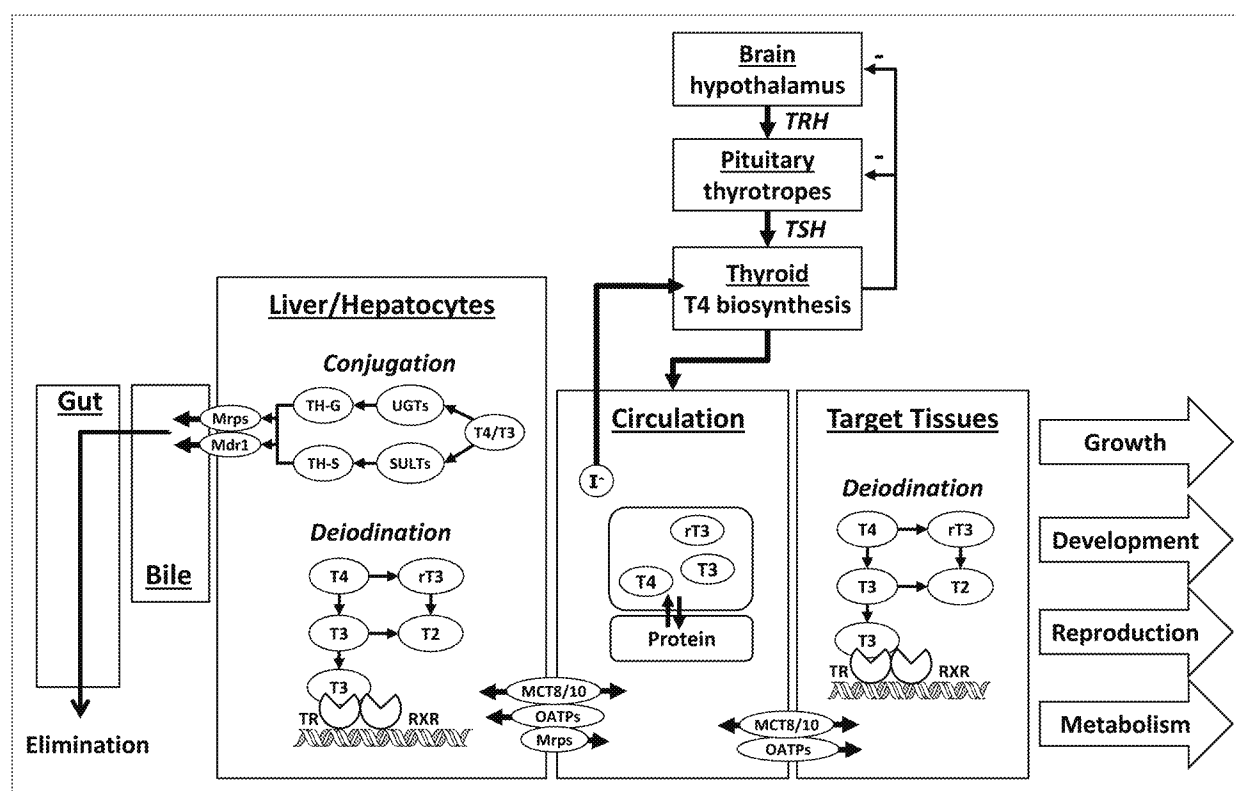 Brain
hypothalamus
-
TRH
Pituitary
thyrotropes
-
TSH
Thyroid
T4 biosynthesis
Liver/Hepatocytes
Conjugation
TH-G
UGTs
T4/T3
TH-S
SULTs
Mrps
Mdr1
Gut
Bile
Elimination
Deiodination
T4
rT3
T3
T2
T3
TR
RXR
MCT8/10
OATPs
Mrps
Circulation
I-
rT3
T3
T4
Protein
Target Tissues
Deiodination
T4
rT3
T3
T2
T3
TR
RXR
MCT8/10
OATPs
Growth
Development
Reproduction
Metabolism